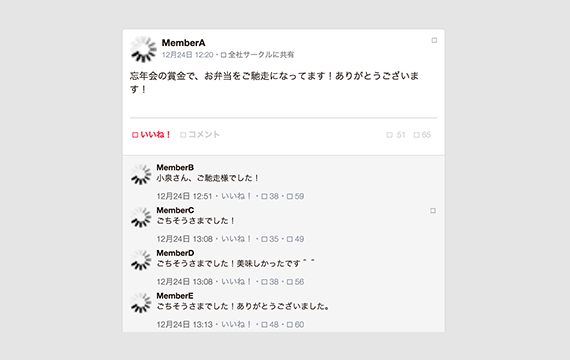 MemberA
12月24日 12:20・□ 全社サークルに共有
忘年会の賞金で、お弁当をご馳走になってます！ありがとうございま
す！
□ いいね！ □ コメント □ 51 □ 65
MemberB
小泉さん、ご馳走様でした！
12月24日 12:51・いいね！・□ 38・□ 59
MemberC
ごちそうさまでした！
12月24日 13:08・いいね！・□ 35・□ 49
MemberD
ごちそうさまでした！美味しかったです＾＾
12月24日 13:08・いいね！・□ 38・□ 56
MemberE
ごちそうさまでした！ありがとうございました。
12月24日 13:13・いいね！・□ 48・□ 60